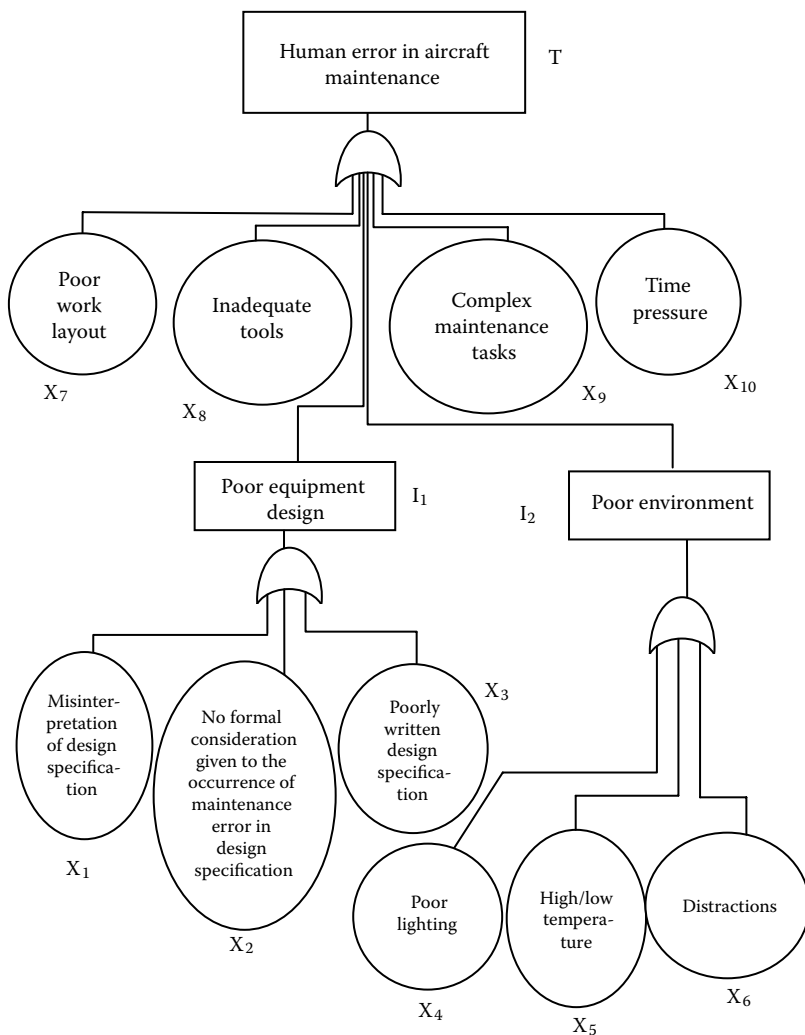 Human error in aircraft
maintenance
T
Poor
work
layout
X7
Inadequate
tools
X8
Complex
maintenance
tasks
X9
Time
pressure
X10
Poor equipment
design
I1
Poor environment
I2
Misinter-
pretation
of design
specifica-
tion
X1
No formal
consideration
given to the
occurrence of
maintenance
error in
design
specification
X2
Poorly
written
design
specifica-
tion
X3
Poor
lighting
X4
High/low
tempera-
ture
X5
Distractions
X6